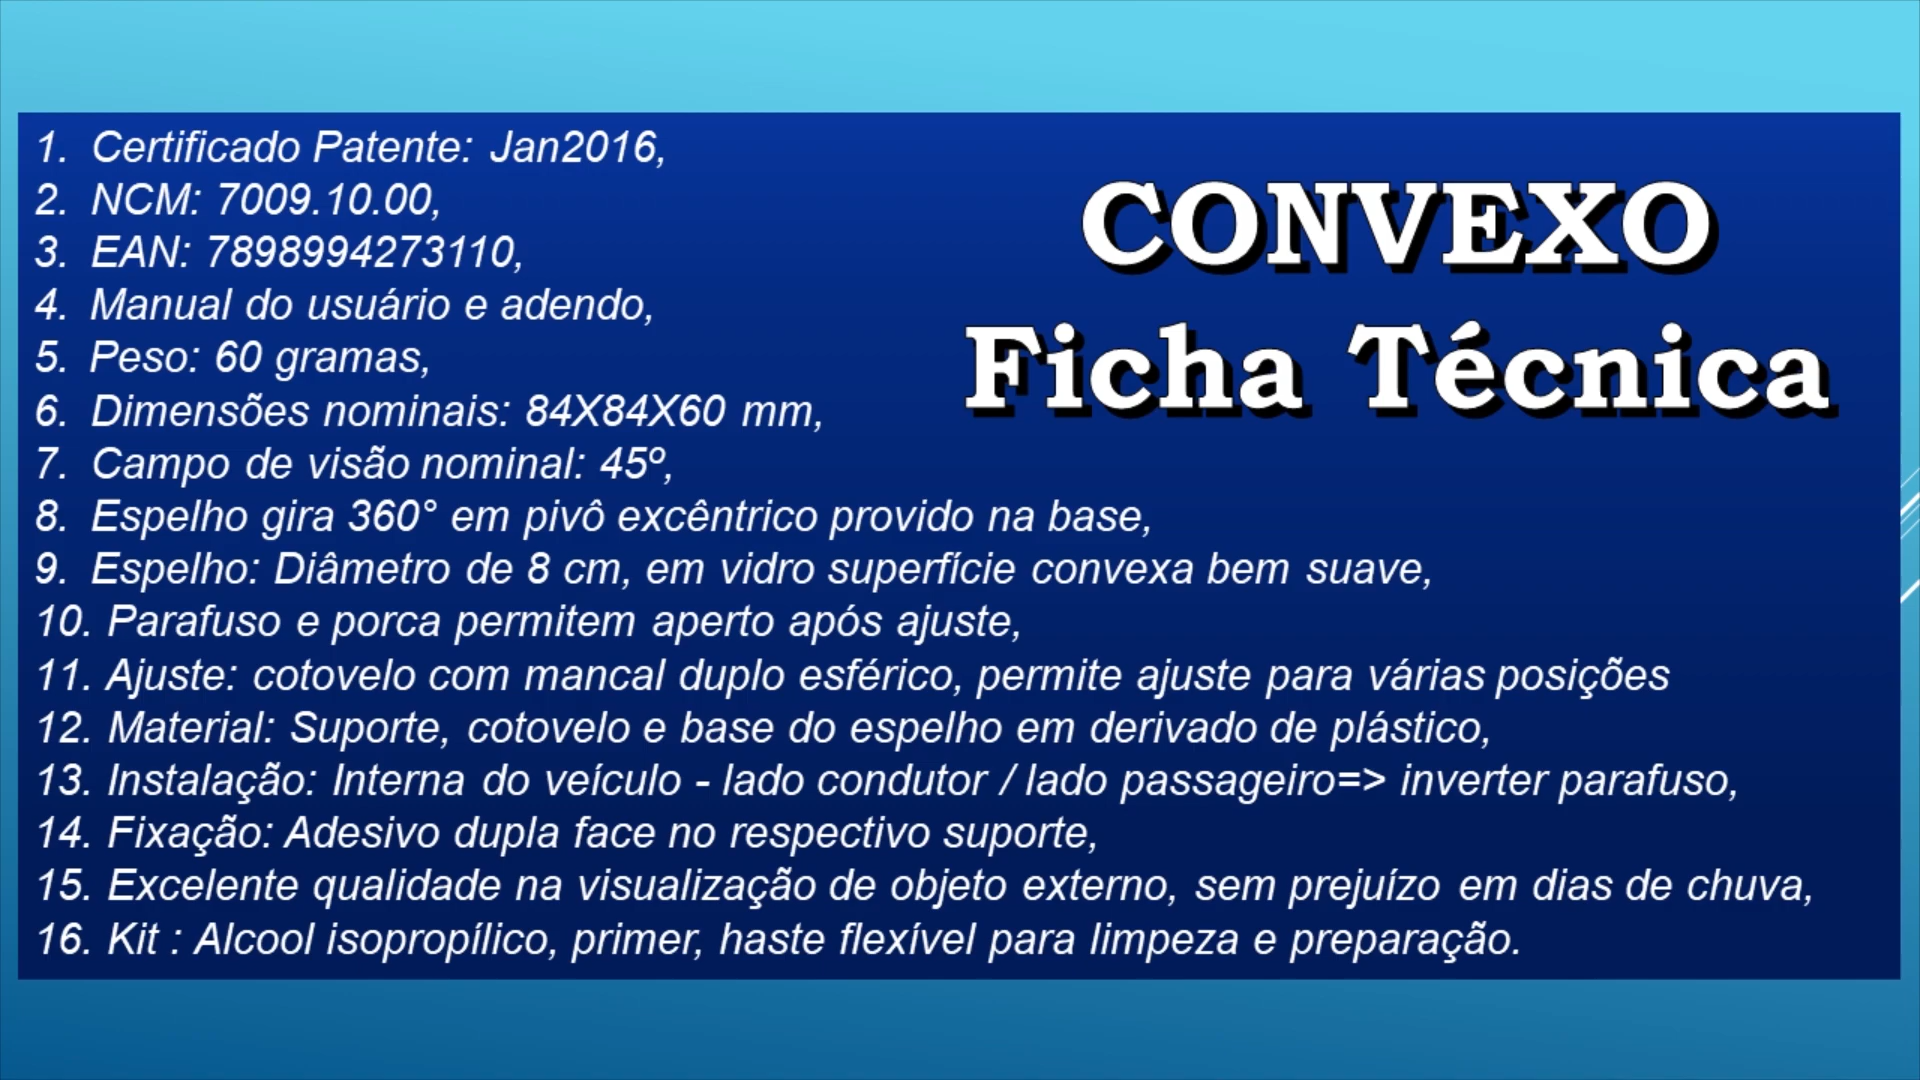 CONVEXO
Ficha Técnica
1. Certificado Patente: Jan2016,
2. NCM: 7009.10.00,
3. EAN: 7898994273110,
4. Manual do usuário e adendo,
5. Peso: 60 gramas,
6. Dimensões nominais: 84X84X60 mm,
7. Campo de visão nominal: 45º,
8. Espelho gira 360° em pivô excêntrico provido na base,
9. Espelho: Diâmetro de 8 cm, em vidro superfície convexa bem suave,
10. Parafuso e porca permitem aperto após ajuste,
11. Ajuste: cotovelo com mancal duplo esférico, permite ajuste para várias posições
12. Material: Suporte, cotovelo e base do espelho em derivado de plástico,
13. Instalação: Interna do veículo - lado condutor / lado passageiro=> inverter parafuso,
14. Fixação: Adesivo dupla face no respectivo suporte,
15. Excelente qualidade na visualização de objeto externo, sem prejuízo em dias de chuva,
16. Kit : Alcool isopropílico, primer, haste flexível para limpeza e preparação.